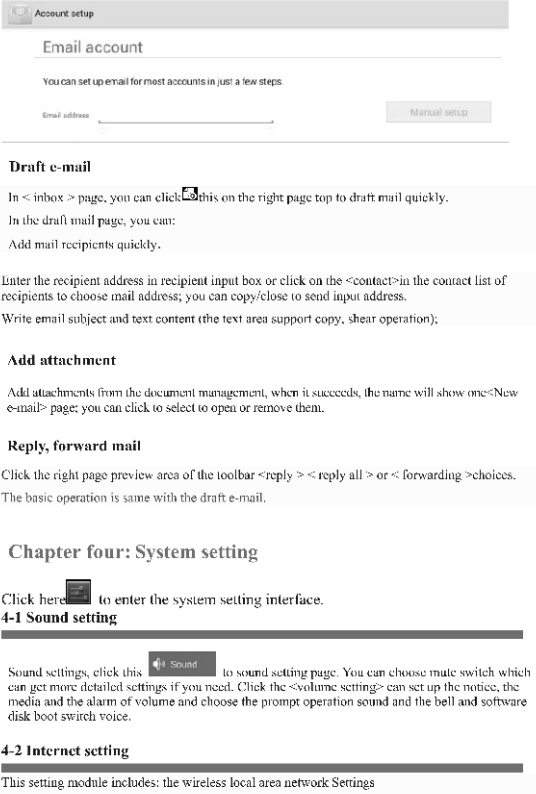 Account setup
Email account
You can set up email for most accounts in just a few steps.
Email address
Manual setup
Draft e-mail
In < inbox > page, you can click this on the right page top to draft mail quickly.
In the draft mail page, you can:
Add mail recipients quickly.
Enter the recipient address in recipient input box or click on the <contact>in the contact list of
recipients to choose mail address; you can copy/close to send input address.
Write email subject and text content (the text area support copy, shear operation);
Add attachment
Add attachments from the document management, when it succeeds, the name will show one<New
e-mail> page; you can click to select to open or remove them.
Reply, forward mail
Click the right page preview area of the toolbar <reply > < reply all > or < forwarding >choices.
The basic operation is same with the draft e-mail.
Chapter four: System setting
Click here to enter the system setting interface.
4-1 Sound setting
Sound settings, click this Sound to sound setting page. You can choose mute switch which
can get more detailed settings if you need. Click the <volume setting> can set up the notice, the
media and the alarm of volume and choose the prompt operation sound and the bell and software
disk boot switch voice.
4-2 Internet setting
This setting module includes: the wireless local area network Settings